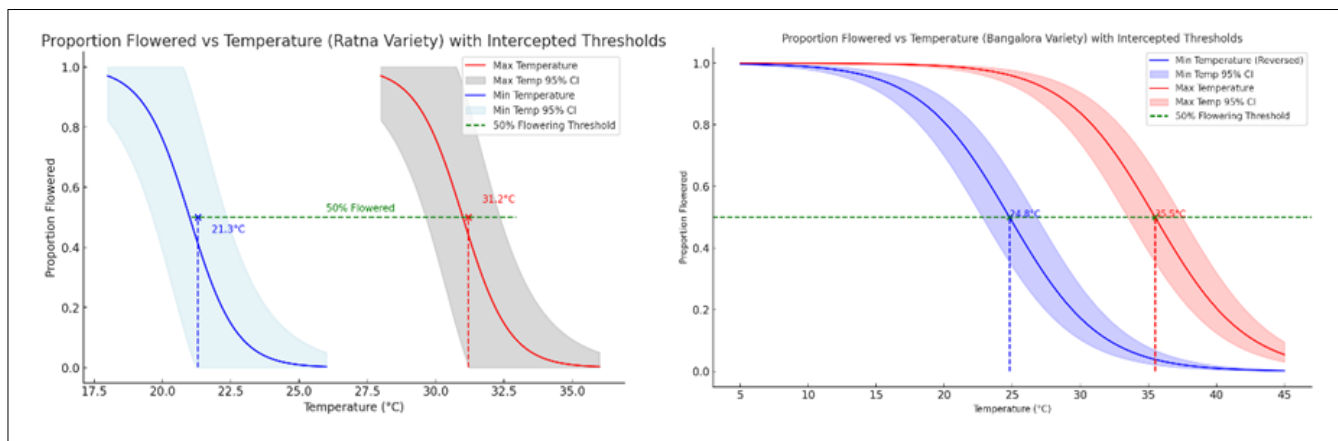 Proportion Flowered vs Temperature (Ratna Variety) with Intercepted Thresholds
Max Temperature
Max Temp 95% CI
Min Temperature
Min Temp 95% CI
50% Flowering Threshold
1.0
0.8
0.6
0.4
0.2
0.0
Proportion Flowered
50% Flowered
21.3°C
31.2°C
17.5
20.0
22.5
25.0
27.5
30.0
32.5
35.0
Temperature (°C)
Proportion Flowered vs Temperature (Bangalora Variety) with Intercepted Thresholds
Min Temperature (Reversed)
Min Temp 95% CI
Max Temperature
Max Temp 95% CI
50% Flowering Threshold
1.0
0.8
0.6
0.4
0.2
0.0
Proportion Flowered
24.8°C
35.5°C
5
10
15
20
25
30
35
40
45
Temperature (°C)